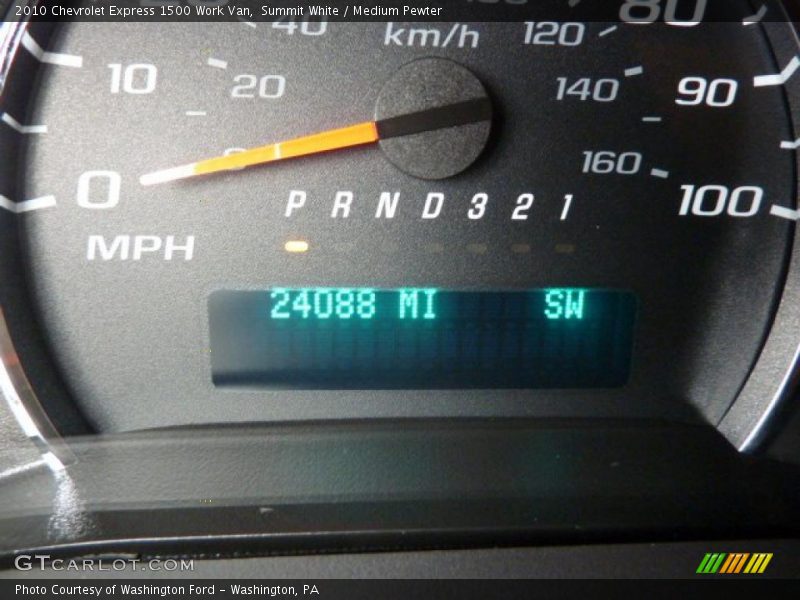 2010 Chevrolet Express 1500 Work Van, Summit White / Medium Pewter
40 km/h 120 80
10 20 140 90
0 160 100
P R N D 3 2 1
MPH
24088 MI SW
GTCARLOT.COM
Photo Courtesy of Washington Ford – Washington, PA